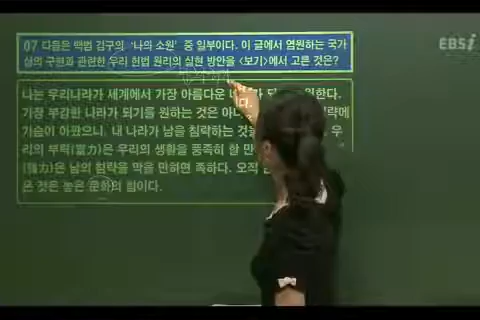 07 다음은 백범 김구의 '나의 소원' 중 일부이다. 이 글에서 염원하는 국가
상의 구현과 관련한 우리 헌법 원리의 실현 방안을 <보기>에서 고른 것은?
EBSi
나는 우리나라가 세계에서 가장 아름다운 원한다.
가장 부강한 나라가 되기를 원하는 것은
가슴이 아팠으니, 내 나라가 남을 침략하는 것을 우
리의 부력(富力)은 우리의 생활을 풍족히 할 만
(强力)은 남의 침략을 막을 만하면 족하다. 오직
은 것은 높은 문화의 힘이다.